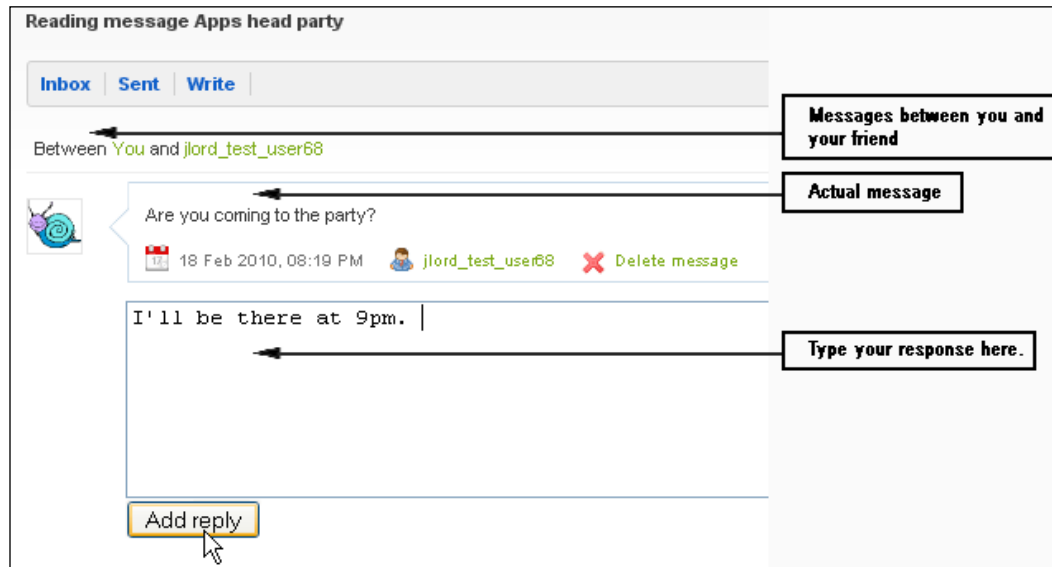 Reading message Apps head party
Inbox Sent Write
Messages between you and
your friend
Between You and jlord_test_user68
Actual message
Are you coming to the party?
18 Feb 2010, 08:19 PM jlord_test_user68 Delete message
I'll be there at 9pm.
Type your response here.
Add reply